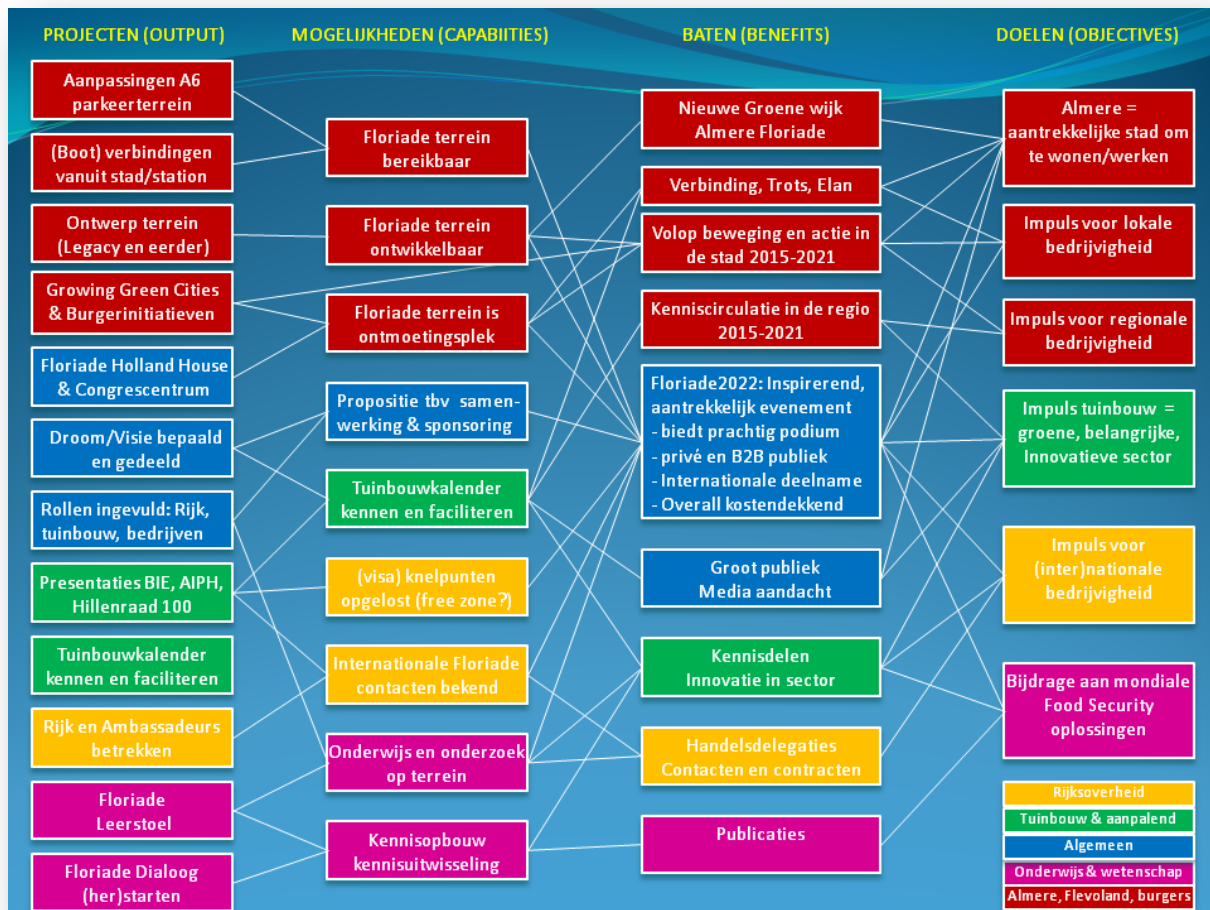 PROJECTEN (OUTPUT)
Aanpassingen A6
parkeerterrein
(Boot) verbindingen
vanuit stad/station
Ontwerp terrein
(Legacy en eerder)
Growing Green Cities
& Burgerinitiatieven
Floriade Holland House
& Congrescentrum
Droom/Visie bepaald
en gedeeld
Rollen ingevuld: Rijk,
tuinbouw, bedrijven
Presentaties BIE, AIPH,
Hillenraad 100
Tuinbouwkalender
kennen en faciliteren
Rijk en Ambassadeurs
betrekken
Floriade
Leerstoel
Floriade Dialoog
(her)starten
MOGELIJKHEDEN (CAPABIITIES)
Floriade terrein
bereikbaar
Floriade terrein
ontwikkelbaar
Floriade terrein is
ontmoetingsplek
Propositie tbv samen-
werking & sponsoring
Tuinbouwkalender
kennen en faciliteren
(visa) knelpunten
opgelost (free zone?)
Internationale Floriade
contacten bekend
Onderwijs en onderzoek
op terrein
Kennisopbouw
kennisuitwisseling
BATEN (BENEFITS)
Nieuwe Groene wijk
Almere Floriade
Verbinding, Trots, Elan
Volop beweging en actie in
de stad 2015-2021
Kenniscirculatie in de regio
2015-2021
Floriade2022: Inspirerend,
aantrekkelijk evenement
- biedt prachtig podium
- privé en B2B publiek
- Internationale deelname
- Overall kostendekkend
Groot publiek
Media aandacht
Kennisdelen
Innovatie in sector
Handelsdelegaties
Contacten en contracten
Publicaties
DOELEN (OBJECTIVES)
Almere =
aantrekkelijke stad om
te wonen/werken
Impuls voor lokale
bedrijvigheid
Impuls voor regionale
bedrijvigheid
Impuls tuinbouw =
groene, belangrijke,
Innovatieve sector
Impuls voor
(inter)nationale
bedrijvigheid
Bijdrage aan mondiale
Food Security
oplossingen
Rijksoverheid
Tuinbouw & aanpalend
Algemeen
Onderwijs & wetenschap
Almere, Flevoland, burgers